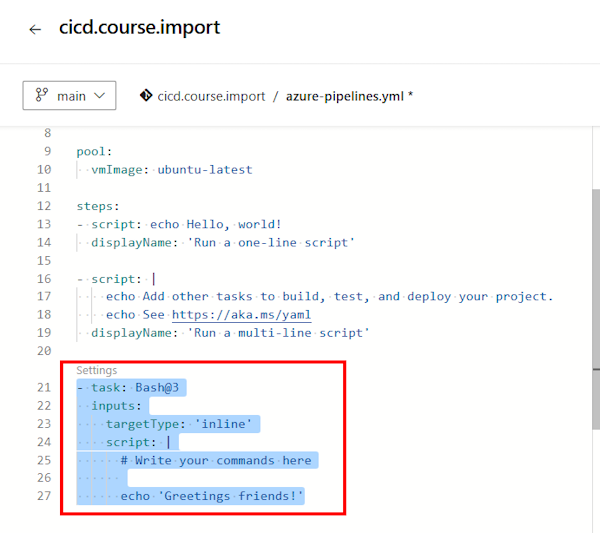 ← cicd.course.import
main
cicd.course.import / azure-pipelines.yml *
8
9 pool:
10   vmImage: ubuntu-latest
11
12 steps:
13 - script: echo Hello, world!
14   displayName: 'Run a one-line script'
15
16 - script: |
17     echo Add other tasks to build, test, and deploy your project.
18     echo See https://aka.ms/yaml
19   displayName: 'Run a multi-line script'
20
Settings
21 - task: Bash@3
22   inputs:
23     targetType: 'inline'
24     script: |
25       # Write your commands here
26
27       echo 'Greetings friends!'